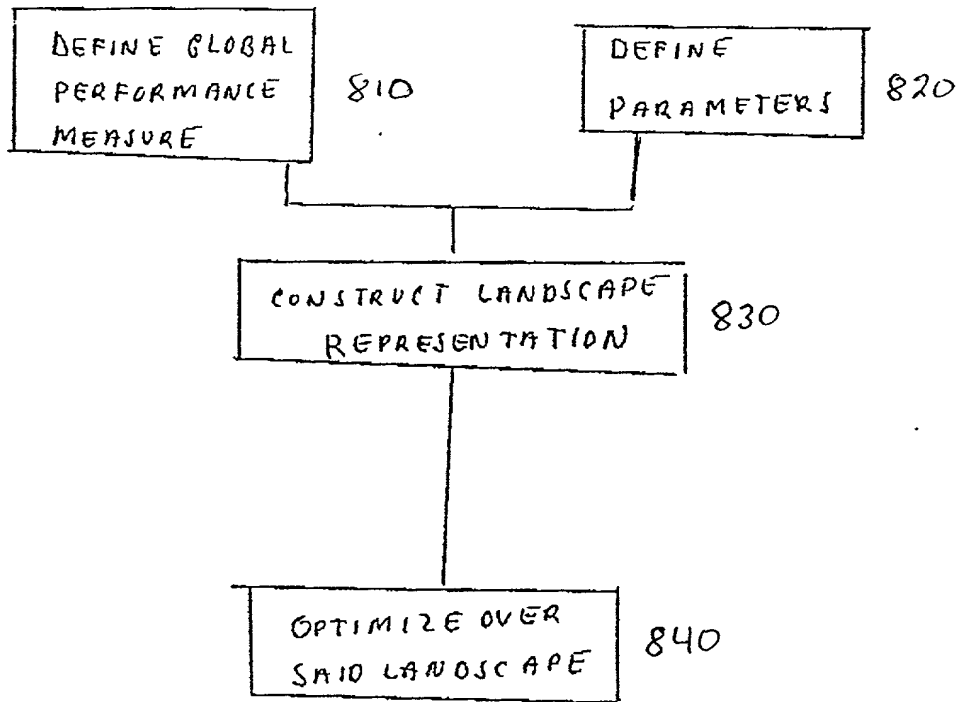 DEFINE GLOBAL
PERFORMANCE
MEASURE
810
DEFINE
PARAMETERS
820
CONSTRUCT LANDSCAPE
REPRESENTATION
830
OPTIMIZE OVER
SAID LANDSCAPE
840